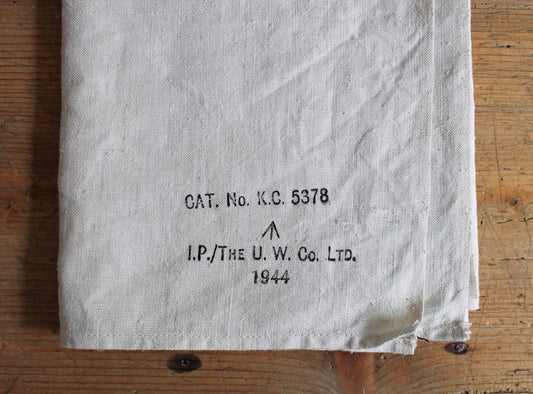 CAT. No. K.C. 5378
I.P./THE U. W. CO. LTD.
1944